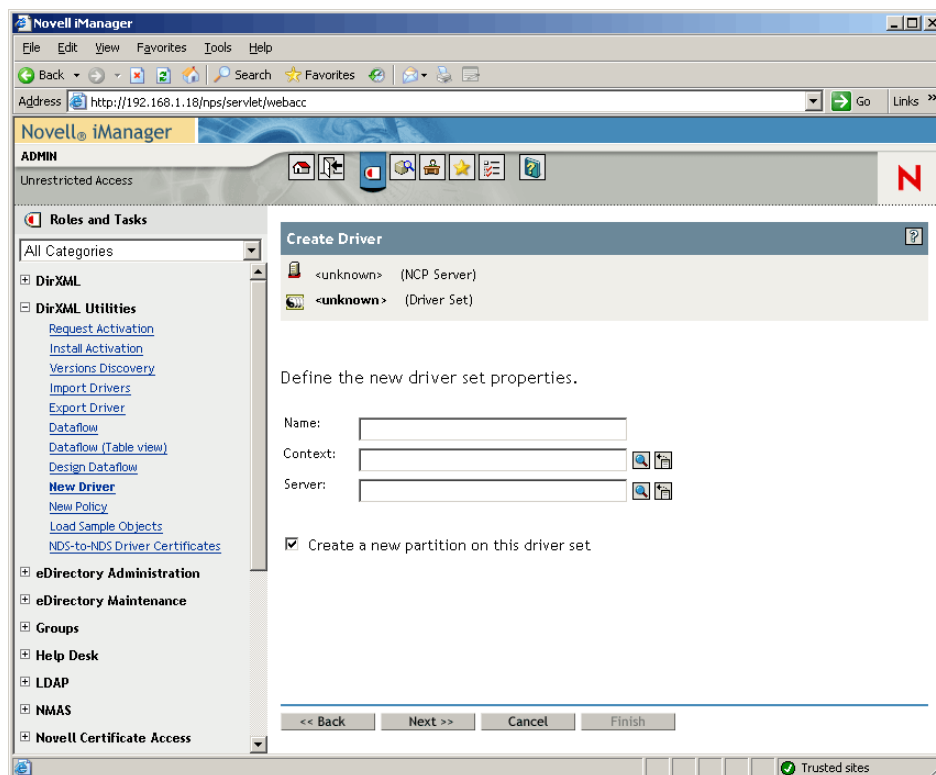 Novell iManager
File Edit View Favorites Tools Help
Back Search Favorites
Address http://192.168.1.18/nps/servlet/webacc Go Links »
Novell® iManager
ADMIN
Unrestricted Access
N
Roles and Tasks
All Categories
DirXML
DirXML Utilities
Request Activation
Install Activation
Versions Discovery
Import Drivers
Export Driver
Dataflow
Dataflow (Table view)
Design Dataflow
New Driver
New Policy
Load Sample Objects
NDS-to-NDS Driver Certificates
eDirectory Administration
eDirectory Maintenance
Groups
Help Desk
LDAP
NMAS
Novell Certificate Access
Create Driver ?
<unknown> (NCP Server)
<unknown> (Driver Set)
Define the new driver set properties.
Name:
Context:
Server:
Create a new partition on this driver set
<< Back Next >> Cancel Finish
Trusted sites